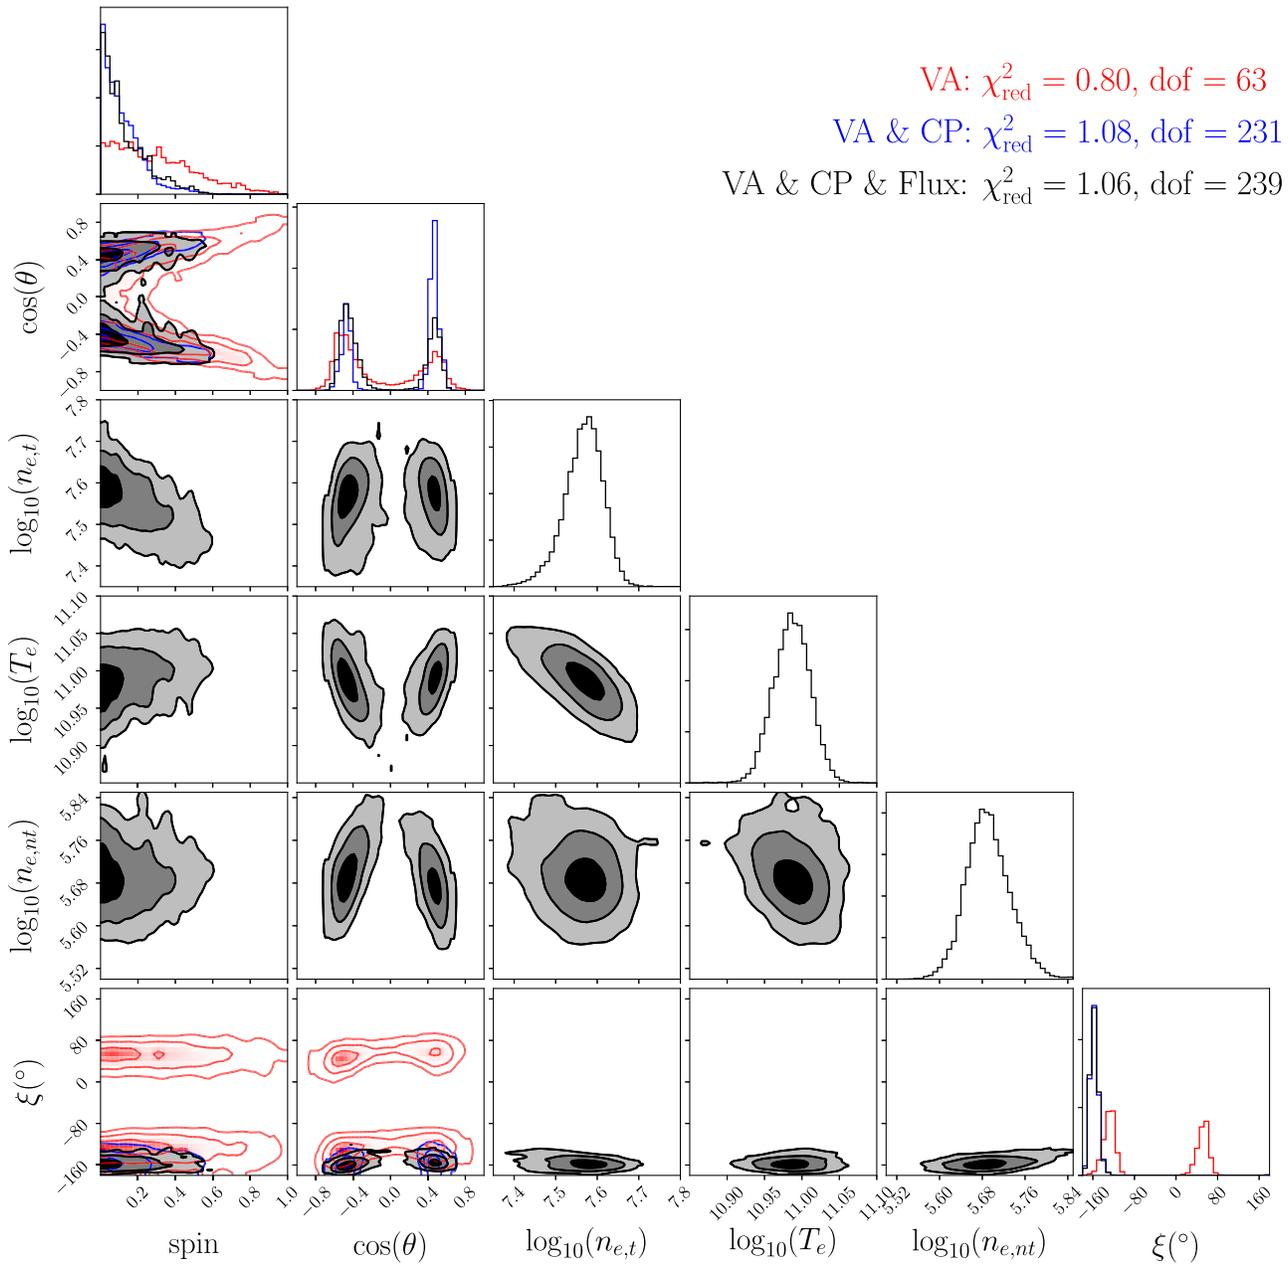 VA: χ²_red = 0.80, dof = 63
VA & CP: χ²_red = 1.08, dof = 231
VA & CP & Flux: χ²_red = 1.06, dof = 239
cos(θ)
0.8
0.4
0.0
−0.4
−0.8
log₁₀(n_{e,t})
7.8
7.7
7.6
7.5
7.4
log₁₀(T_e)
11.10
11.05
11.00
10.95
10.90
log₁₀(n_{e,nt})
5.84
5.76
5.68
5.60
5.52
ξ(°)
160
80
0
−80
−160
0.2 0.4 0.6 0.8 1.0
−0.8 −0.4 0.0 0.4 0.8
7.4 7.5 7.6 7.7 7.8
10.90 10.95 11.00 11.05 11.10
5.52 5.60 5.68 5.76 5.84
−160 −80 0 80 160
spin cos(θ) log₁₀(n_{e,t}) log₁₀(T_e) log₁₀(n_{e,nt}) ξ(°)